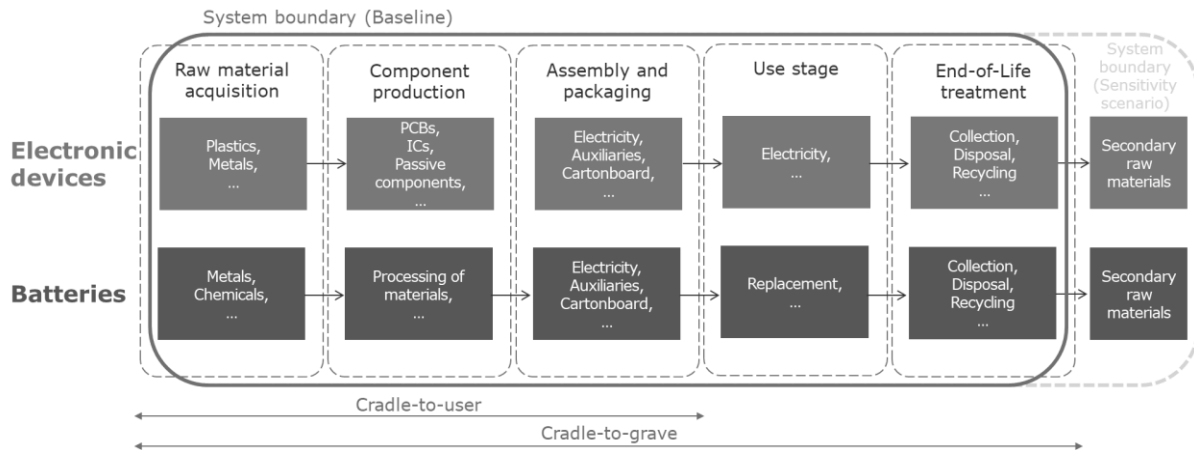 System boundary (Baseline)
Raw material
acquisition
Component
production
Assembly and
packaging
Use stage
End-of-Life
treatment
System
boundary
(Sensitivity
scenario)
Electronic
devices
Plastics,
Metals,
...
PCBs,
ICs,
Passive
components,
...
Electricity,
Auxiliaries,
Cartonboard,
...
Electricity,
...
Collection,
Disposal,
Recycling
...
Secondary
raw
materials
Batteries
Metals,
Chemicals,
...
Processing of
materials,
...
Electricity,
Auxiliaries,
Cartonboard,
...
Replacement,
...
Collection,
Disposal,
Recycling
...
Secondary
raw
materials
Cradle-to-user
Cradle-to-grave